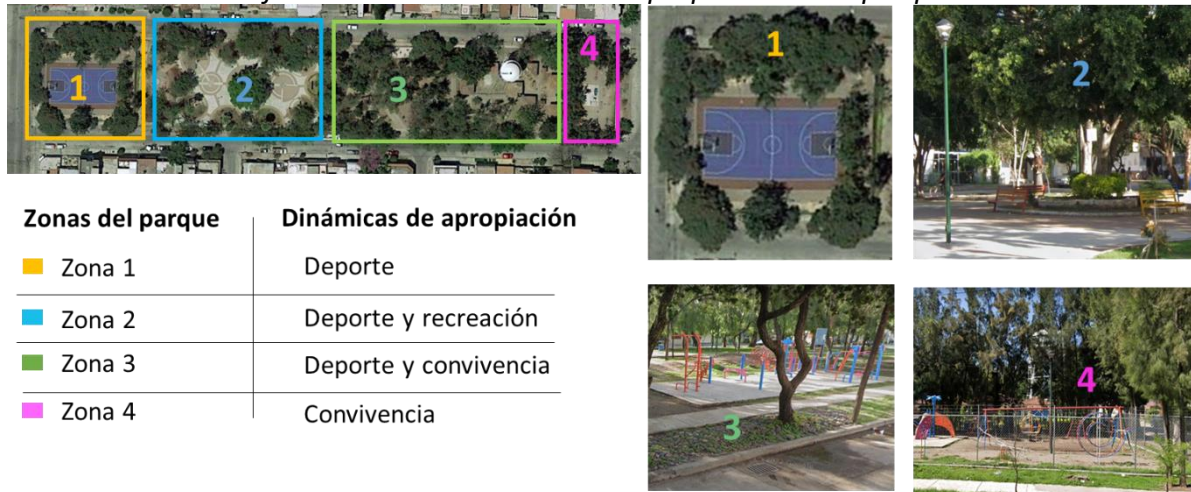 1
2
3
4
1
2
Zonas del parque Dinámicas de apropiación
Zona 1 Deporte
Zona 2 Deporte y recreación
Zona 3 Deporte y convivencia
Zona 4 Convivencia
3
4